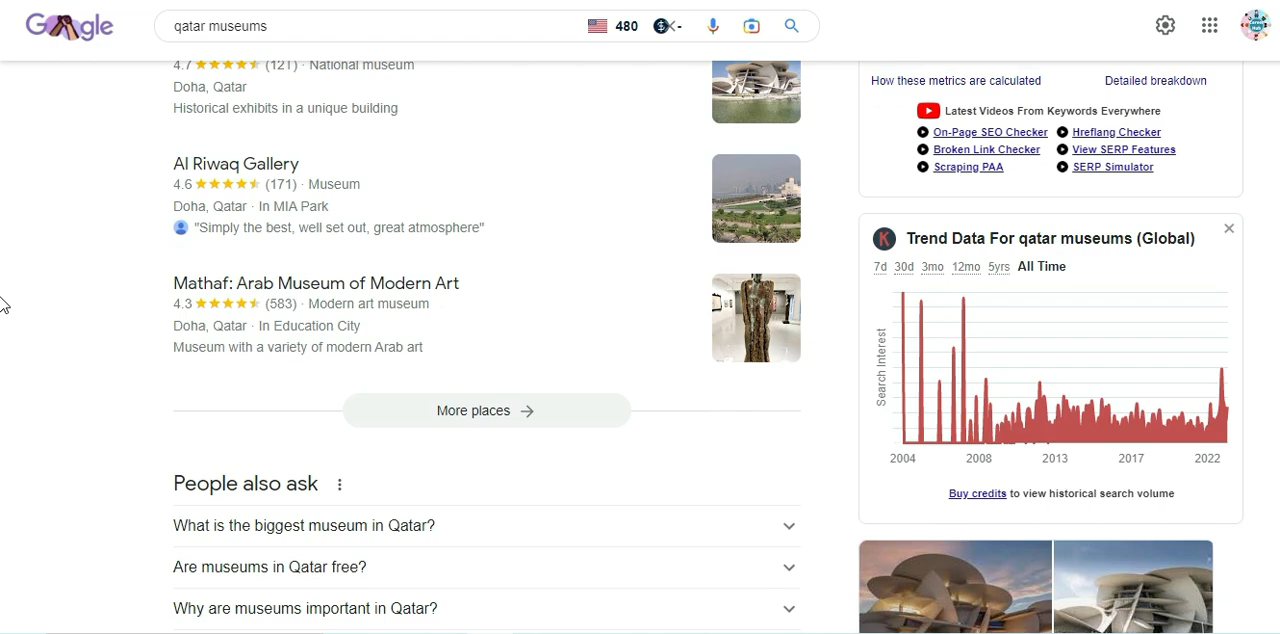 Google
qatar museums
480
4.7 (121) · National museum
Doha, Qatar
Historical exhibits in a unique building
Al Riwaq Gallery
4.6 (171) · Museum
Doha, Qatar · In MIA Park
"Simply the best, well set out, great atmosphere"
Mathaf: Arab Museum of Modern Art
4.3 (583) · Modern art museum
Doha, Qatar · In Education City
Museum with a variety of modern Arab art
More places
People also ask
What is the biggest museum in Qatar?
Are museums in Qatar free?
Why are museums important in Qatar?
How these metrics are calculated Detailed breakdown
Latest Videos From Keywords Everywhere
On-Page SEO Checker Hreflang Checker
Broken Link Checker View SERP Features
Scraping PAA SERP Simulator
K Trend Data For qatar museums (Global)
7d 30d 3mo 12mo 5yrs All Time
Search Interest
2004 2008 2013 2017 2022
Buy credits to view historical search volume